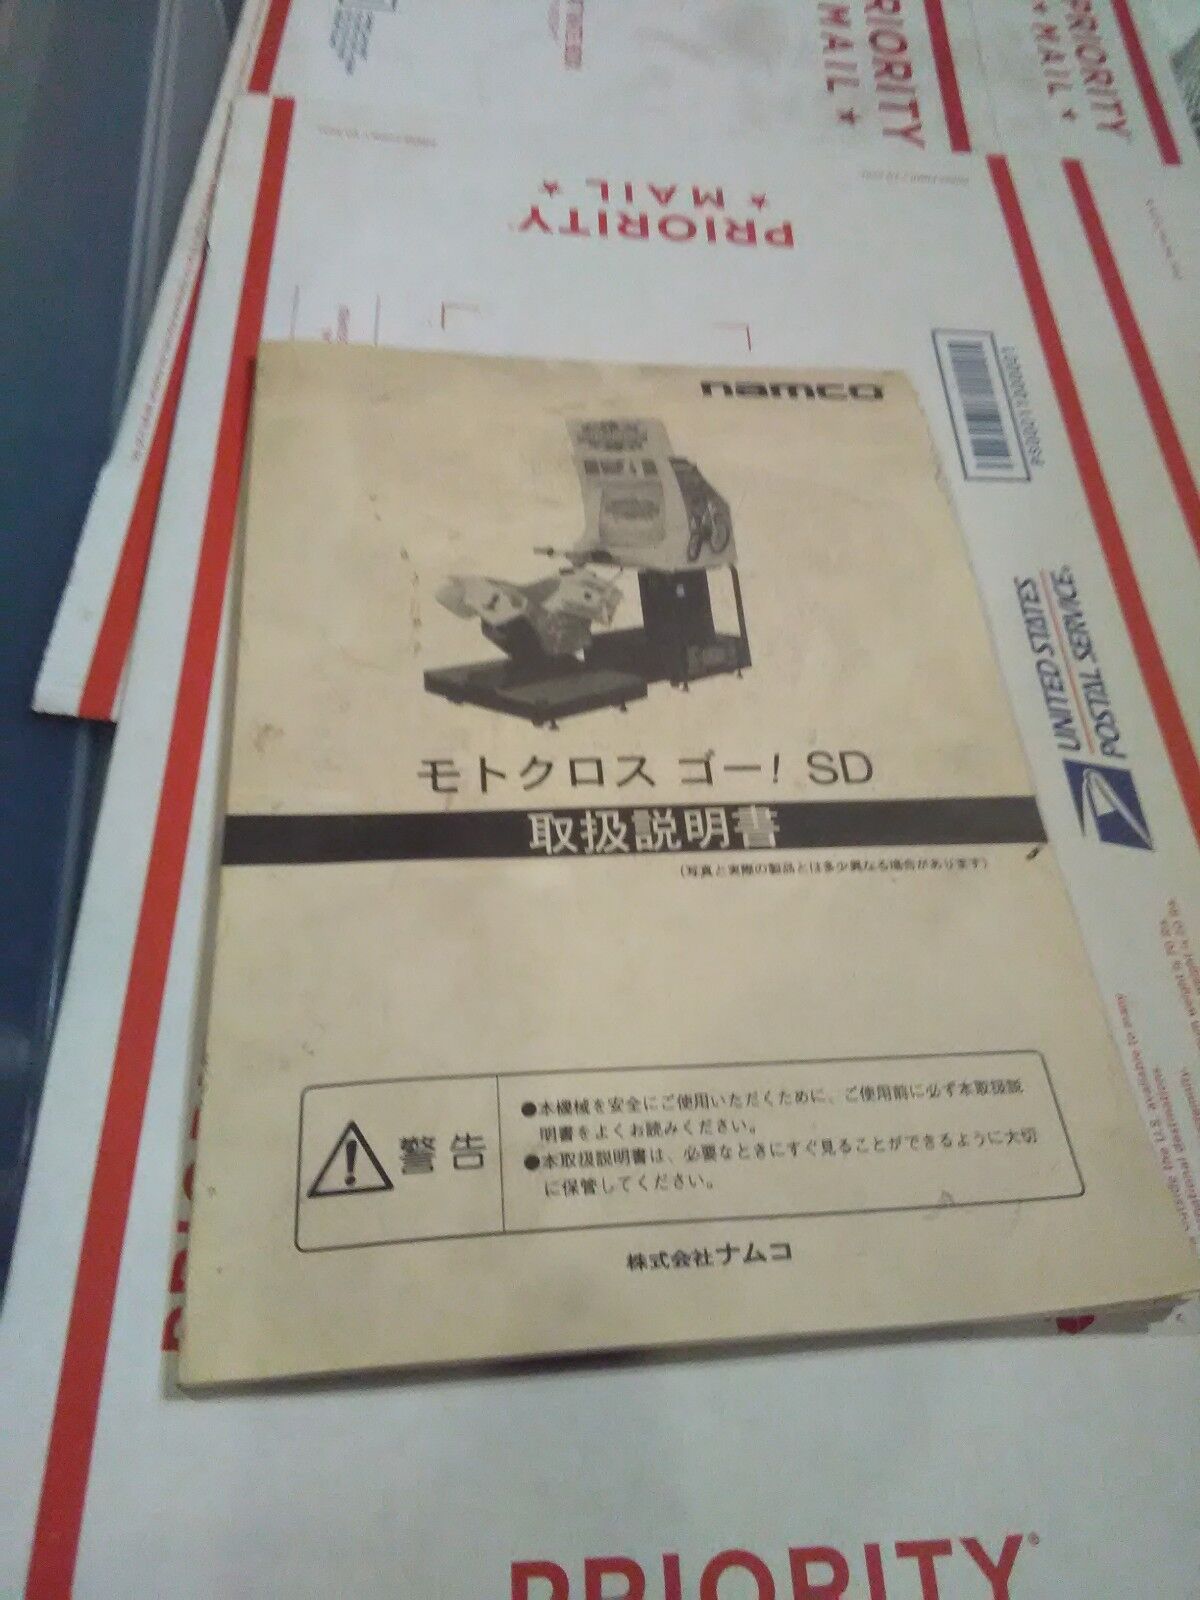 PRIORITY
★ MAIL ★
PRIORITY
★ MAIL ★
PRIORITY
★ MAIL ★
PS00021000001
UNITED STATES
POSTAL SERVICE
namco
モトクロス ゴー! SD
取扱説明書
(写真と実際の製品とは多少異なる場合があります)
警告
●本機械を安全にご使用いただくために、ご使用前に必ず本取扱説
明書をよくお読みください。
●本取扱説明書は、必要なときにすぐ見ることができるように大切
に保管してください。
株式会社ナムコ
PRIORITY